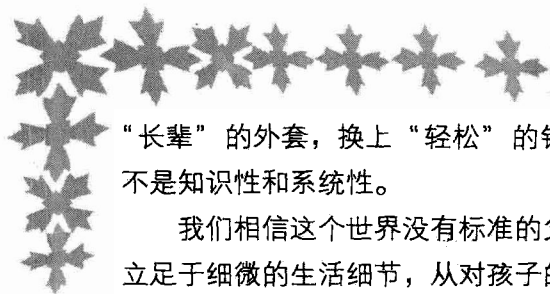 “长辈”的外套，换上“轻松”的
不是知识性和系统性。
我们相信这个世界没有标准的
立足于细微的生活细节，从对孩子的